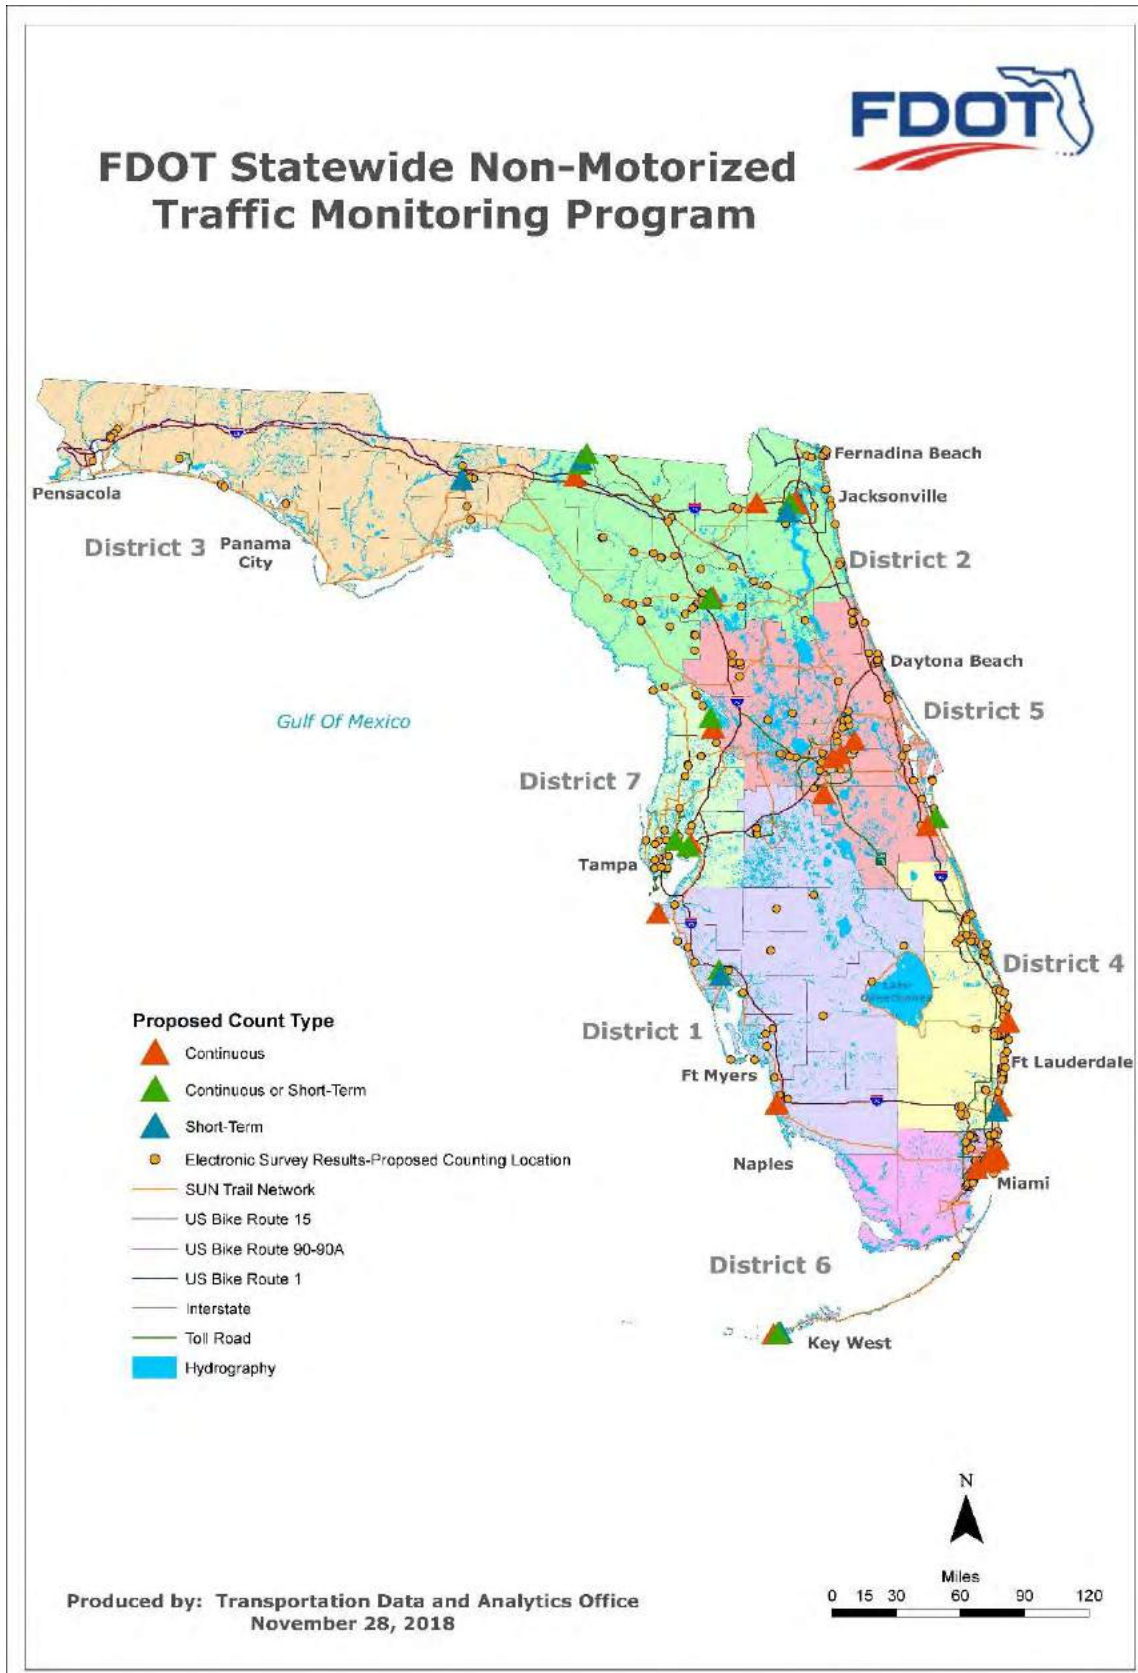 FDOT
FDOT Statewide Non-Motorized
Traffic Monitoring Program
Fernadina Beach
Pensacola
Jacksonville
District 3
Panama
City
District 2
Daytona Beach
Gulf Of Mexico
District 5
District 7
Tampa
District 4
Lake
Proposed Count Type
District 1
Continuous
Ft Myers
Ft Lauderdale
Continuous or Short-Term
Short-Term
Electronic Survey Results-Proposed Counting Location
Naples
Miami
SUN Trail Network
US Bike Route 15
US Bike Route 90-90A
District 6
US Bike Route 1
Interstate
Toll Road
Key West
Hydrography
N
Miles
0 15 30 60 90 120
Produced by: Transportation Data and Analytics Office
November 28, 2018